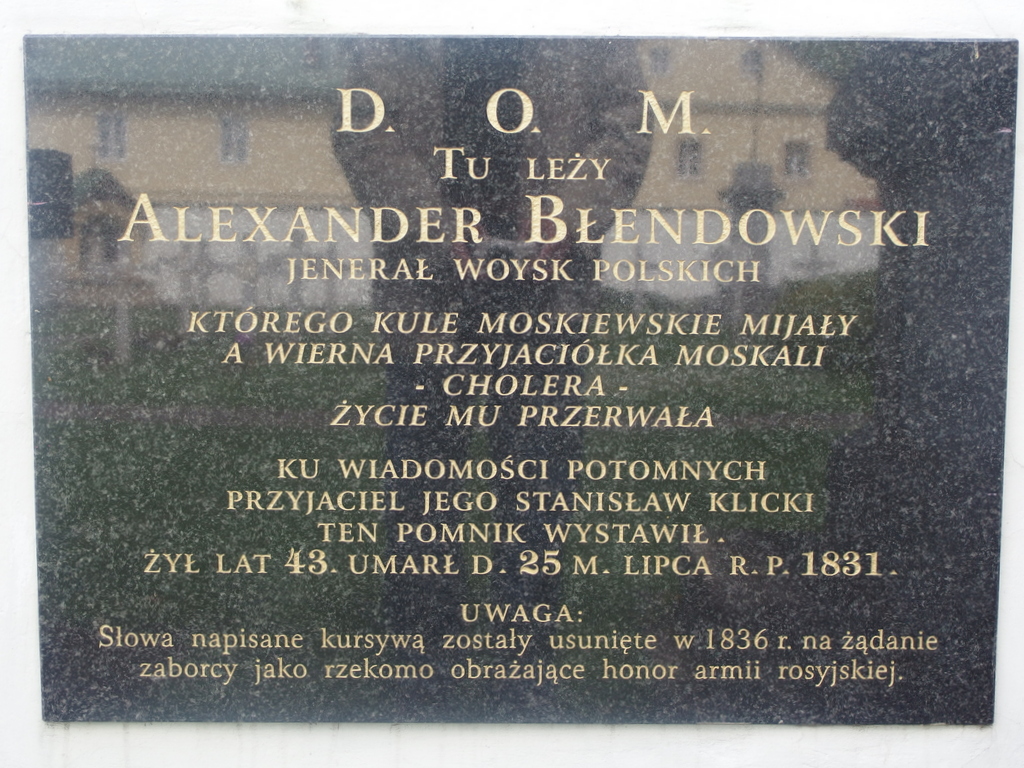 D. O. M.
TU LEŻY
ALEXANDER BŁENDOWSKI
JENERAŁ WOYSK POLSKICH
KTÓREGO KULE MOSKIEWSKIE MIJAŁY
A WIERNA PRZYJACIÓŁKA MOSKALI
- CHOLERA -
ŻYCIE MU PRZERWAŁA
KU WIADOMOŚCI POTOMNYCH
PRZYJACIEL JEGO STANISŁAW KLICKI
TEN POMNIK WYSTAWIŁ.
ŻYŁ LAT 43. UMARŁ D. 25 M. LIPCA R. P. 1831.
UWAGA:
Słowa napisane kursywą zostały usunięte w 1836 r. na żądanie
zaborcy jako rzekomo obrażające honor armii rosyjskiej.